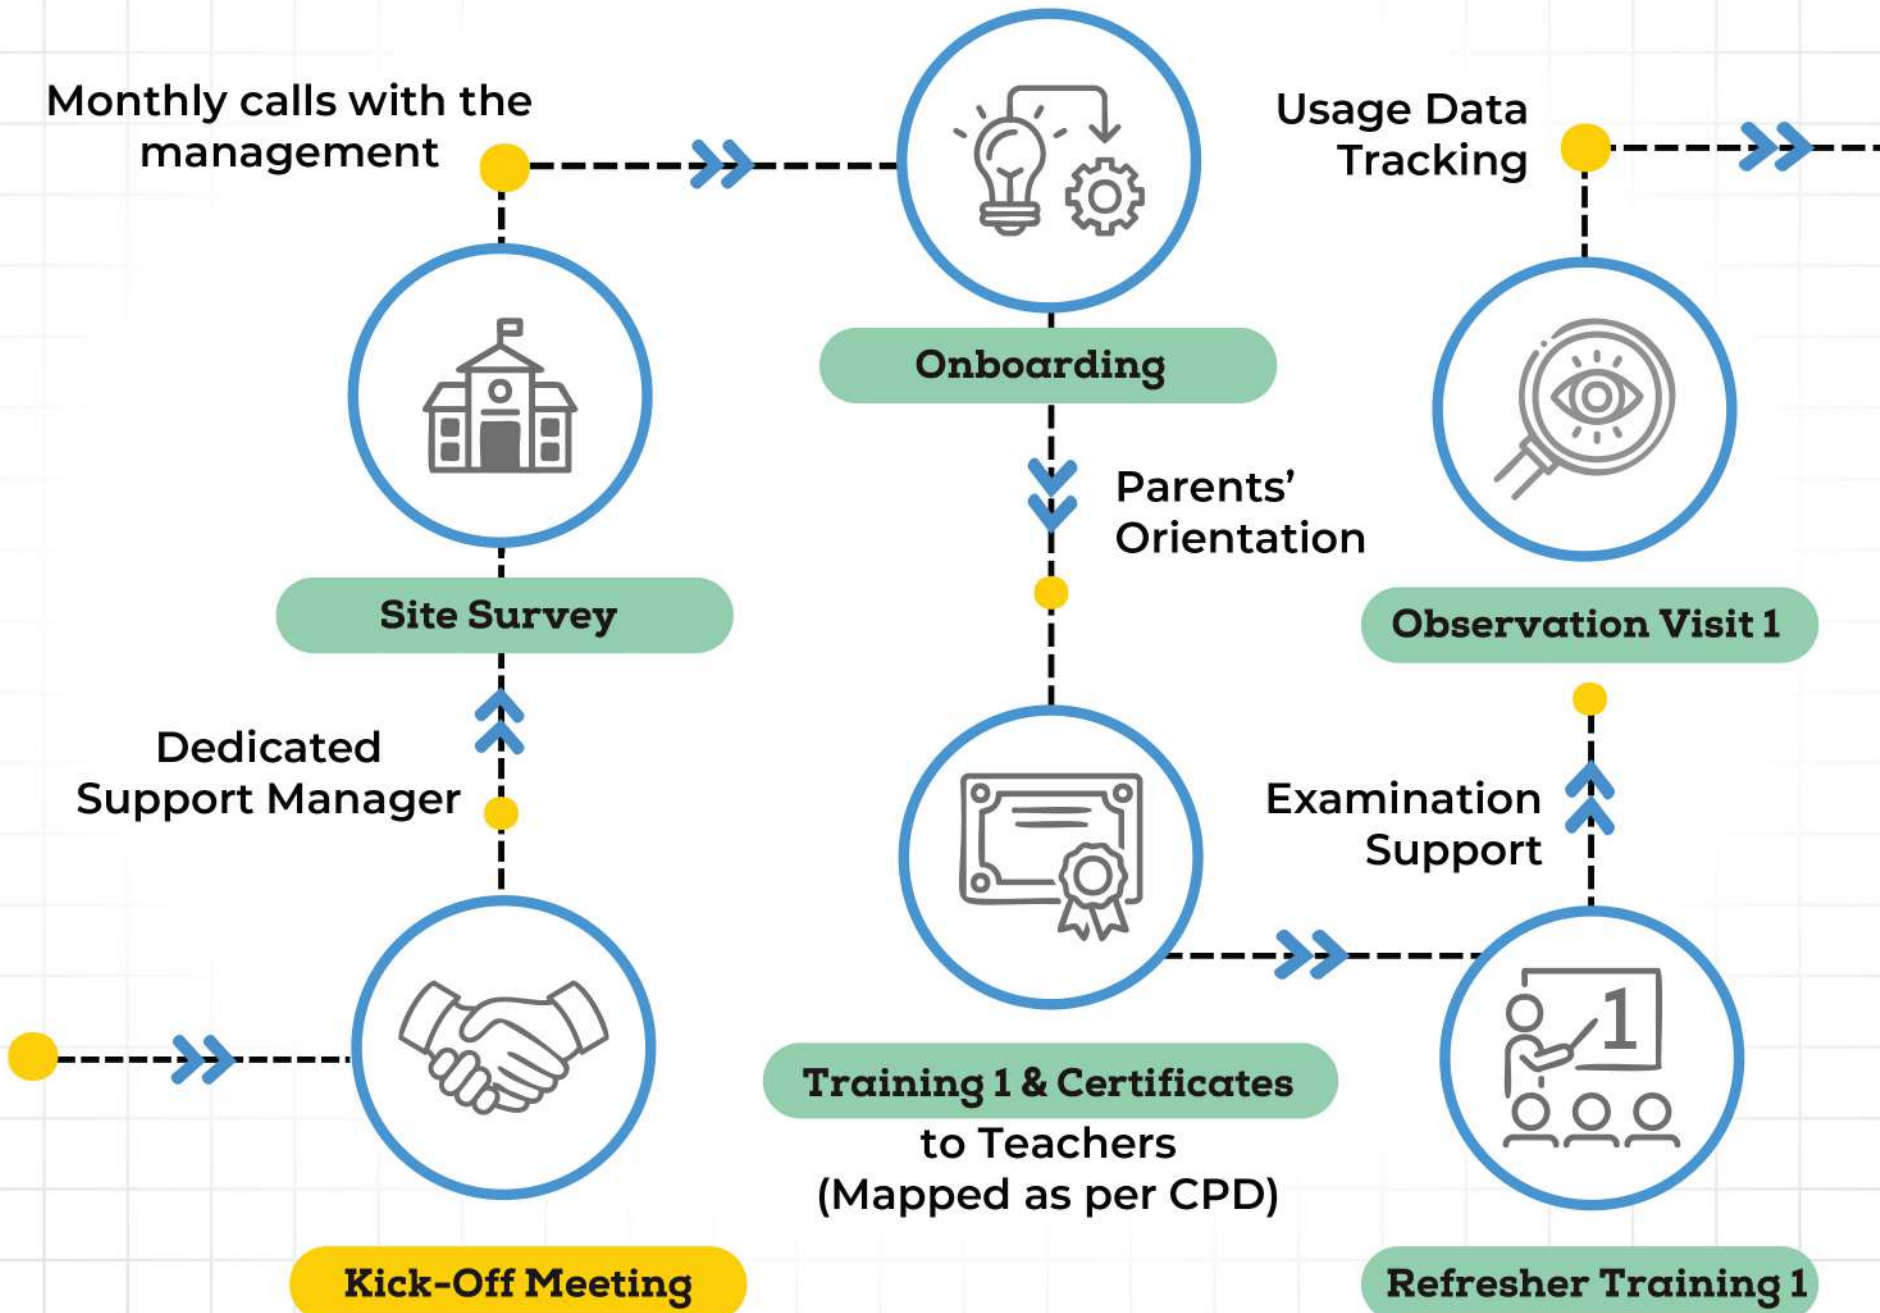 Monthly calls with the
management
Usage Data
Tracking
Onboarding
Parents’
Orientation
Site Survey
Observation Visit 1
Dedicated
Support Manager
Examination
Support
1
Training 1 & Certificates
to Teachers
(Mapped as per CPD)
Kick-Off Meeting
Refresher Training 1